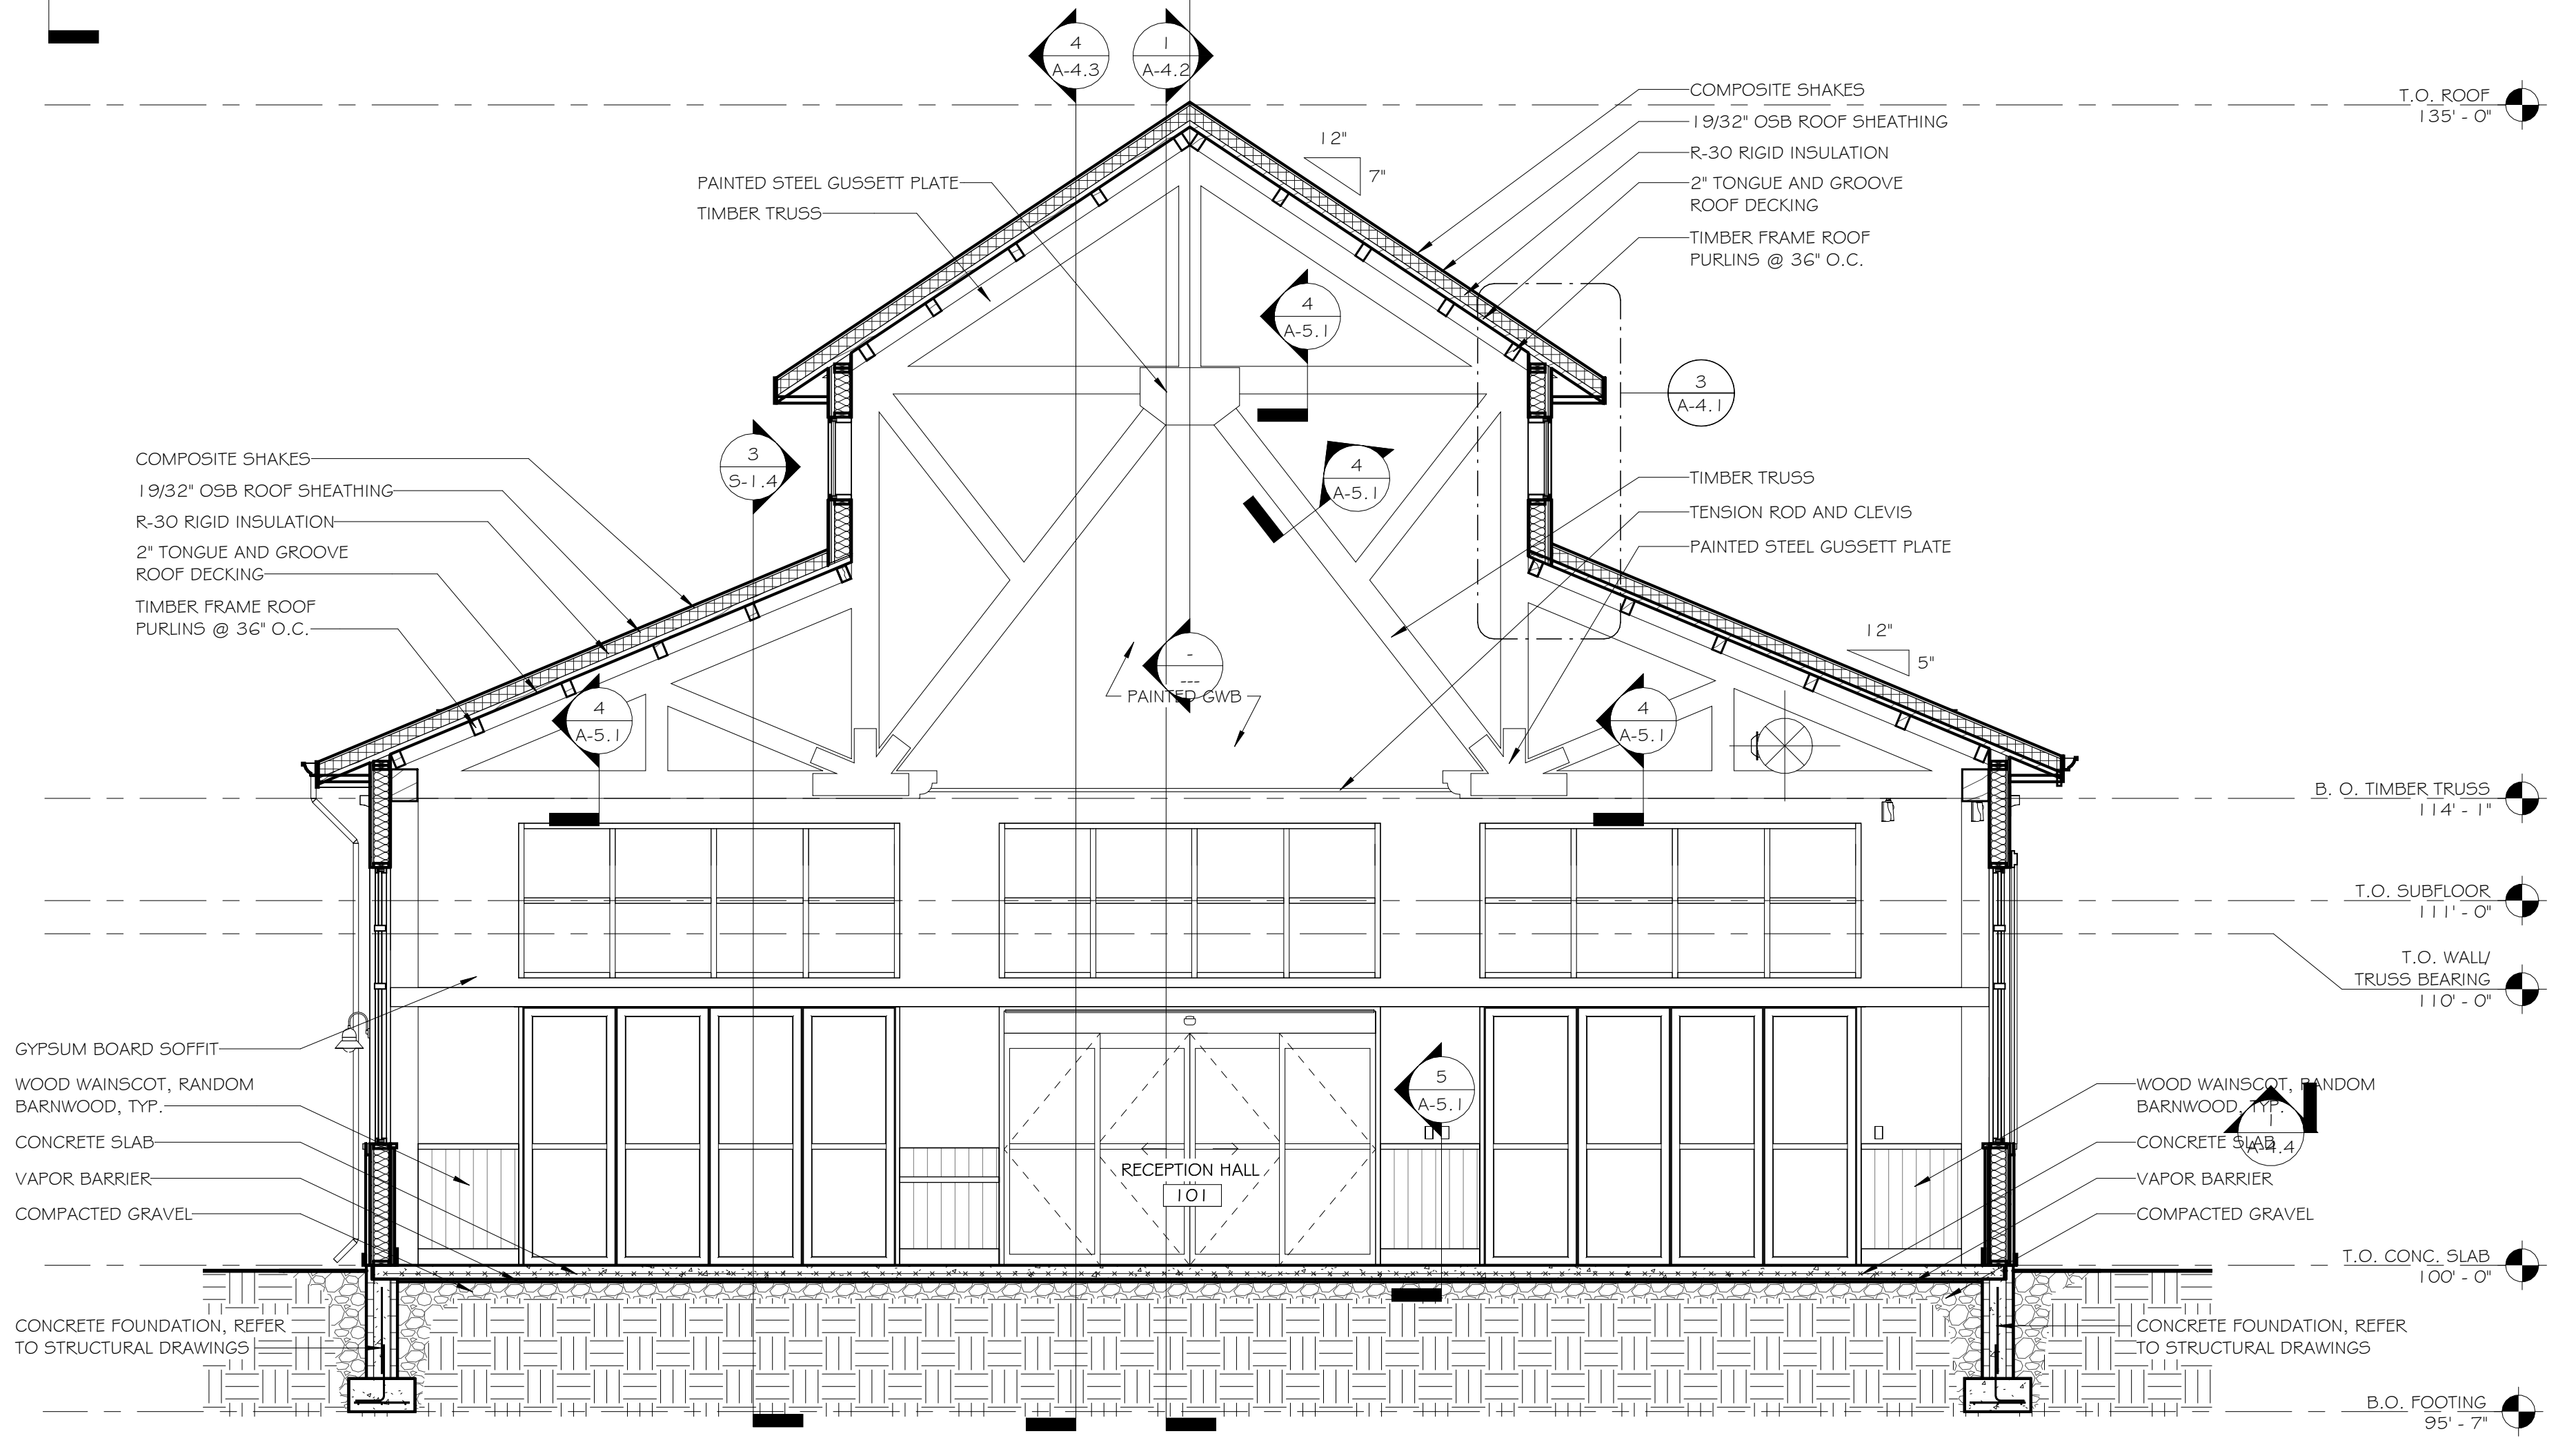 4
A-4.3
1
A-4.2
T.O. ROOF
135' - 0"
COMPOSITE SHAKES
19/32" OSB ROOF SHEATHING
R-30 RIGID INSULATION
2" TONGUE AND GROOVE
ROOF DECKING
TIMBER FRAME ROOF
PURLINS @ 36" O.C.
12"
7"
PAINTED STEEL GUSSETT PLATE
TIMBER TRUSS
4
A-5.1
3
A-4.1
3
S-1.4
4
A-5.1
COMPOSITE SHAKES
19/32" OSB ROOF SHEATHING
R-30 RIGID INSULATION
2" TONGUE AND GROOVE
ROOF DECKING
TIMBER FRAME ROOF
PURLINS @ 36" O.C.
TIMBER TRUSS
TENSION ROD AND CLEVIS
PAINTED STEEL GUSSETT PLATE
12"
5"
-
---
PAINTED GWB
4
A-5.1
4
A-5.1
B. O. TIMBER TRUSS
114' - 1"
T.O. SUBFLOOR
111' - 0"
T.O. WALL/
TRUSS BEARING
110' - 0"
GYPSUM BOARD SOFFIT
WOOD WAINSCOT, RANDOM
BARNWOOD, TYP.
CONCRETE SLAB
VAPOR BARRIER
COMPACTED GRAVEL
CONCRETE FOUNDATION, REFER
TO STRUCTURAL DRAWINGS
5
A-5.1
RECEPTION HALL
101
WOOD WAINSCOT, RANDOM
BARNWOOD, TYP.
1
A-4.4
CONCRETE SLAB
VAPOR BARRIER
COMPACTED GRAVEL
T.O. CONC. SLAB
100' - 0"
CONCRETE FOUNDATION, REFER
TO STRUCTURAL DRAWINGS
B.O. FOOTING
95' - 7"